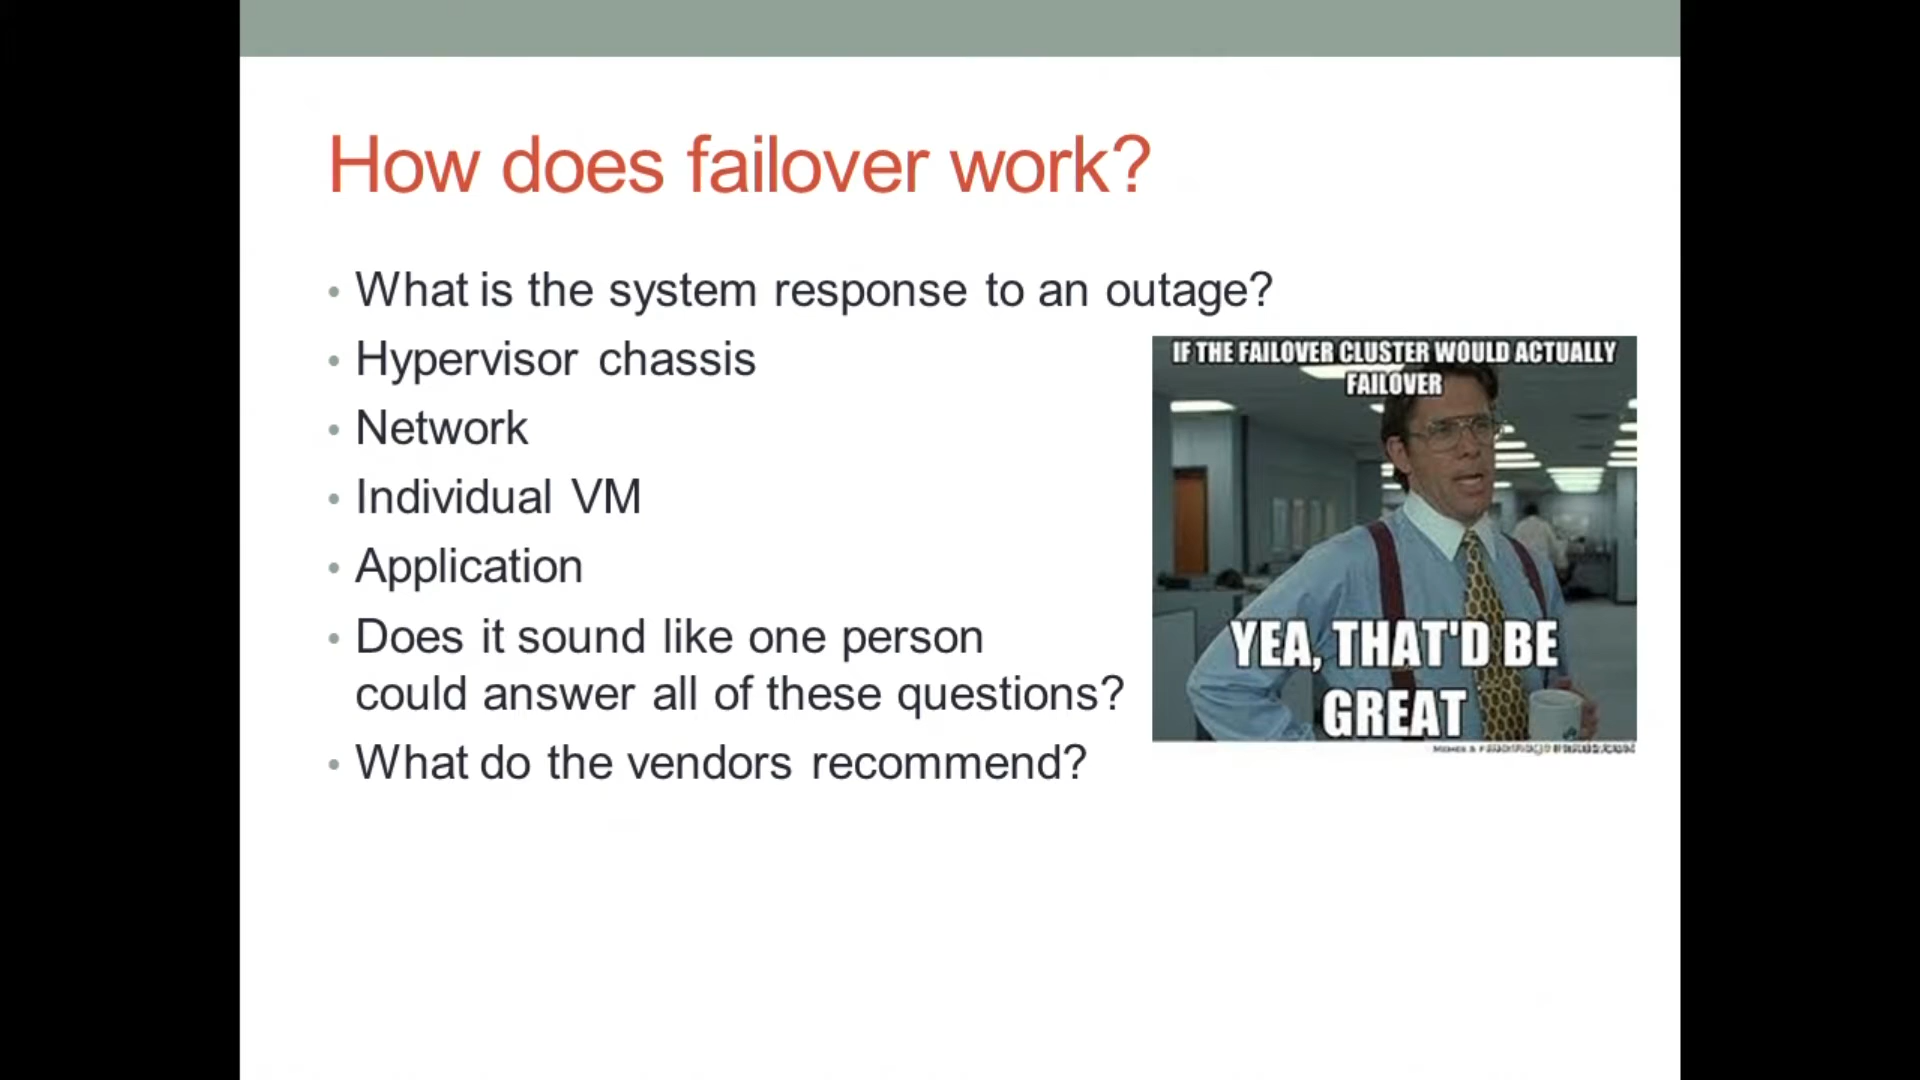 How does failover work?
• What is the system response to an outage?
• Hypervisor chassis
• Network
• Individual VM
• Application
• Does it sound like one person
could answer all of these questions?
• What do the vendors recommend?
IF THE FAILOVER CLUSTER WOULD ACTUALLY
FAILOVER
YEA, THAT'D BE
GREAT